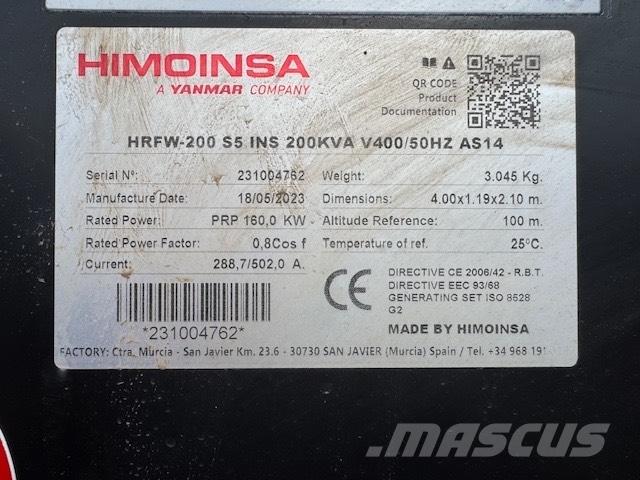 HIMOINSA
A YANMAR COMPANY
QR CODE
Product
Documentation
HRFW-200 S5 INS 200KVA V400/50HZ AS14
Serial Nº: 231004762 Weight: 3.045 Kg.
Manufacture Date: 18/05/2023 Dimensions: 4.00x1.19x2.10 m.
Rated Power: PRP 160,0 KW Altitude Reference: 100 m.
Rated Power Factor: 0,8Cos f Temperature of ref. 25°C.
Current: 288,7/502,0 A.
CE
DIRECTIVE CE 2006/42 - R.B.T.
DIRECTIVE EEC 93/68
GENERATING SET ISO 8528
G2
*231004762*
MADE BY HIMOINSA
FACTORY: Ctra. Murcia - San Javier Km. 23.6 - 30730 SAN JAVIER (Murcia) Spain / Tel. +34 968 191
MASCUS